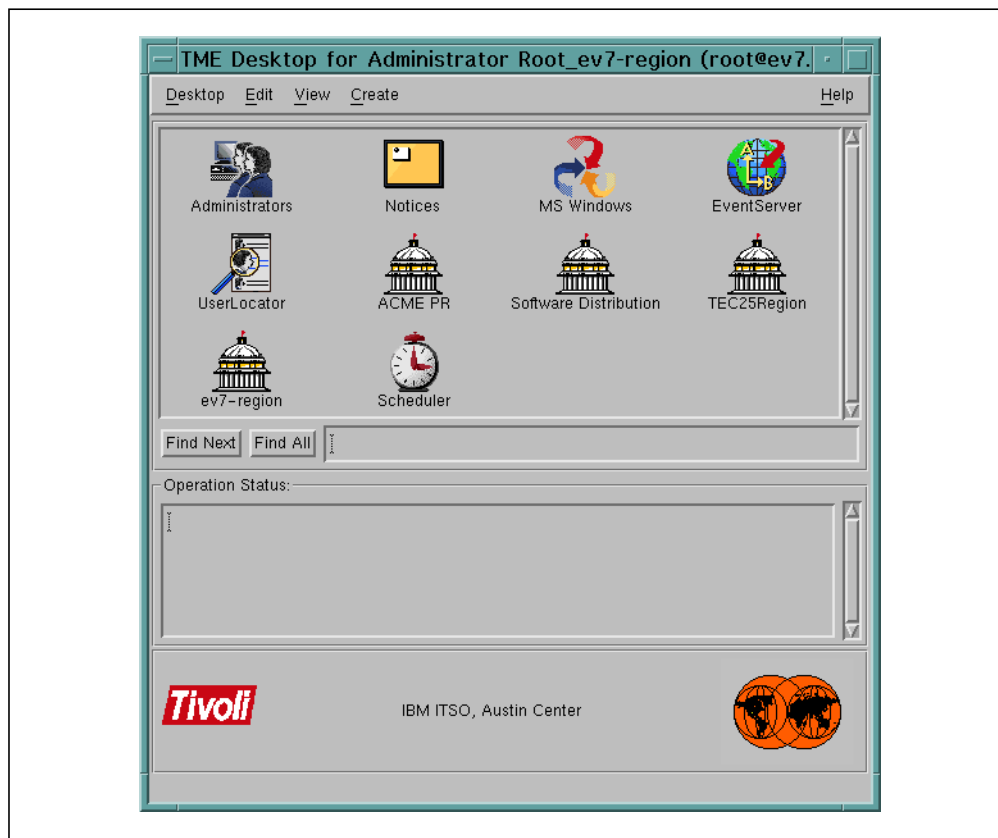 TME Desktop for Administrator Root_ev7-region (root@ev7.
Desktop Edit View Create Help
Administrators Notices MS Windows EventServer
UserLocator ACME PR Software Distribution TEC25Region
ev7-region Scheduler
Find Next Find All
Operation Status:
Tivoli IBM ITSO, Austin Center